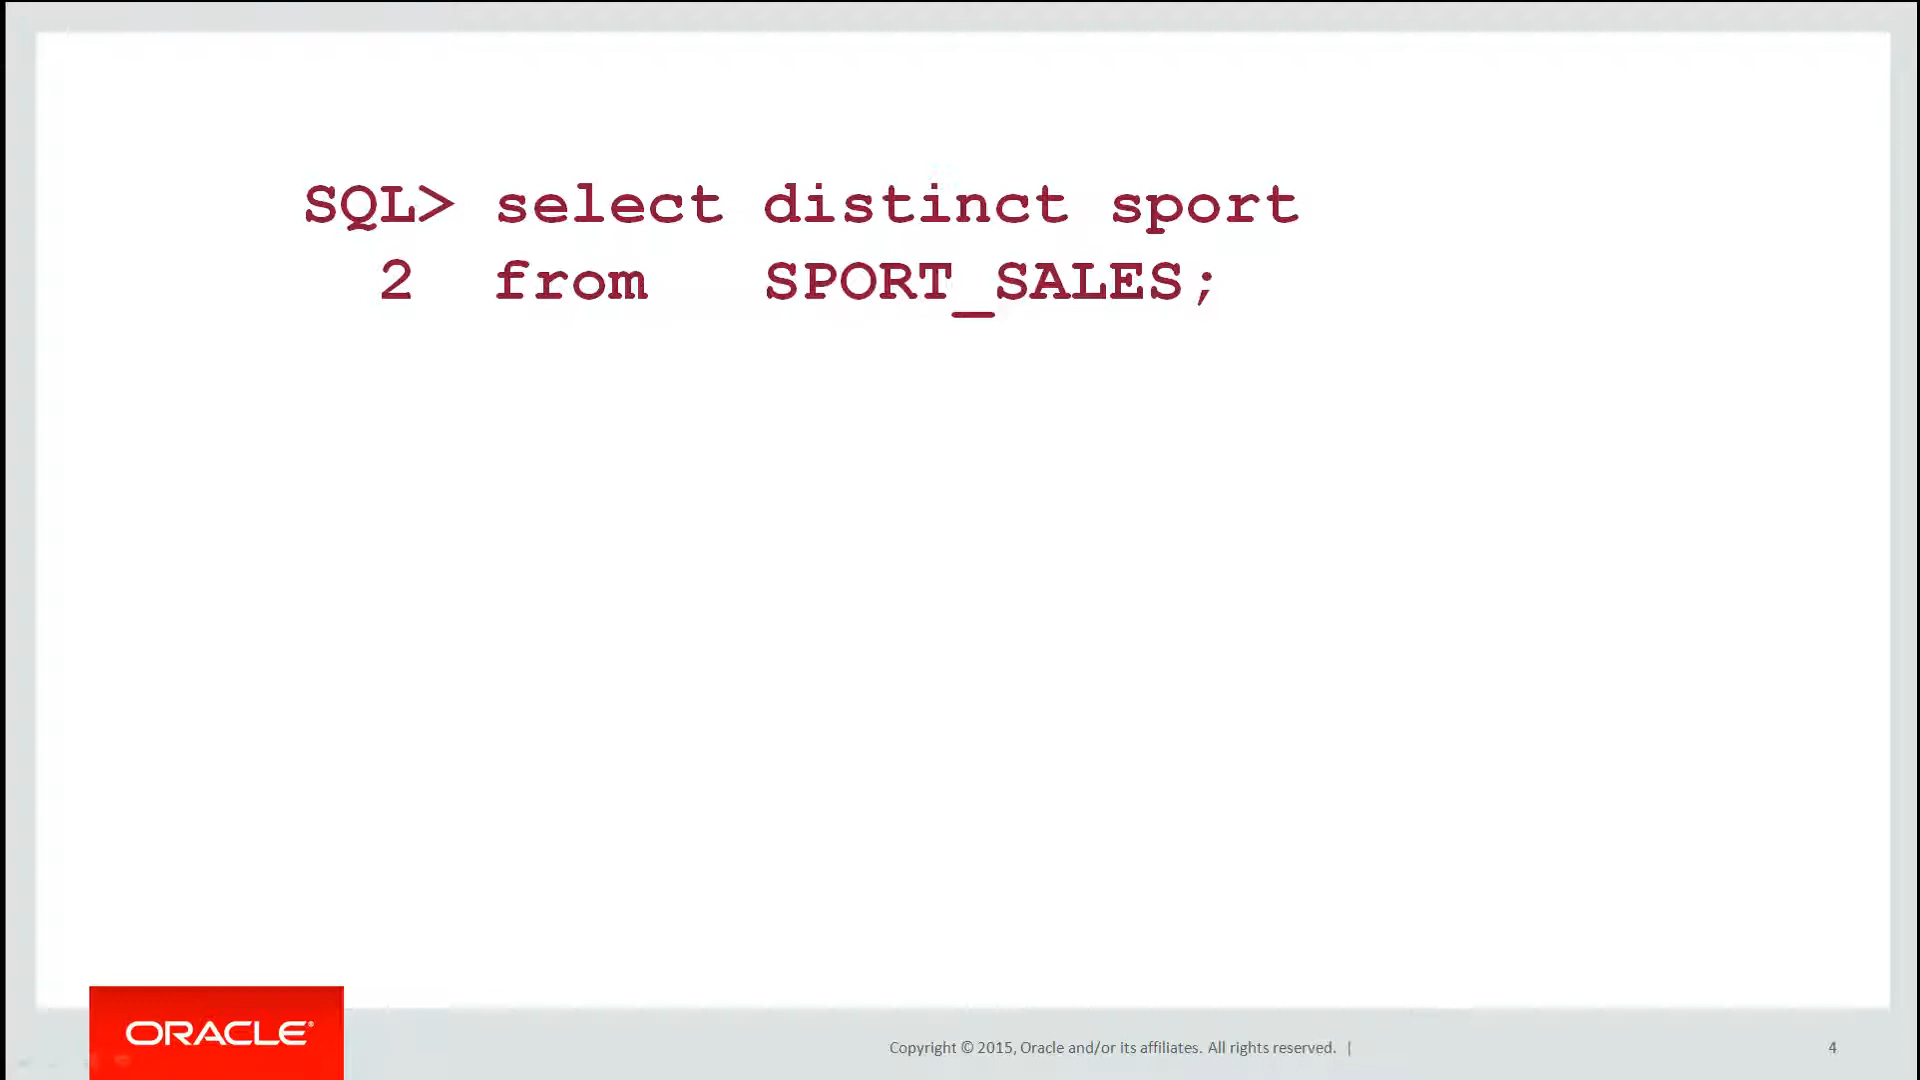 SQL> select distinct sport
2 from SPORT_SALES;
ORACLE®
Copyright © 2015, Oracle and/or its affiliates. All rights reserved. |
4